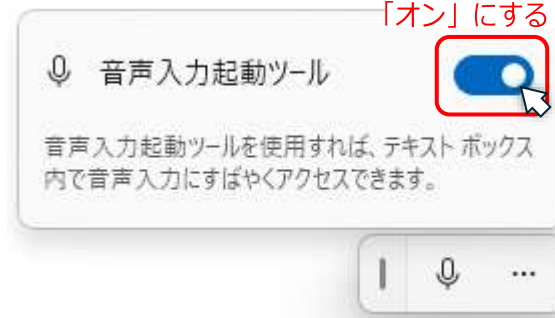 「オン」にする
音声入力起動ツール
音声入力起動ツールを使用すれば、テキスト ボックス
内で音声入力にすばやくアクセスできます。